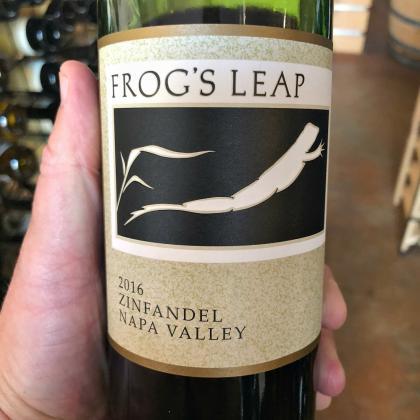 FROG'S LEAP
2016
ZINFANDEL
NAPA VALLEY